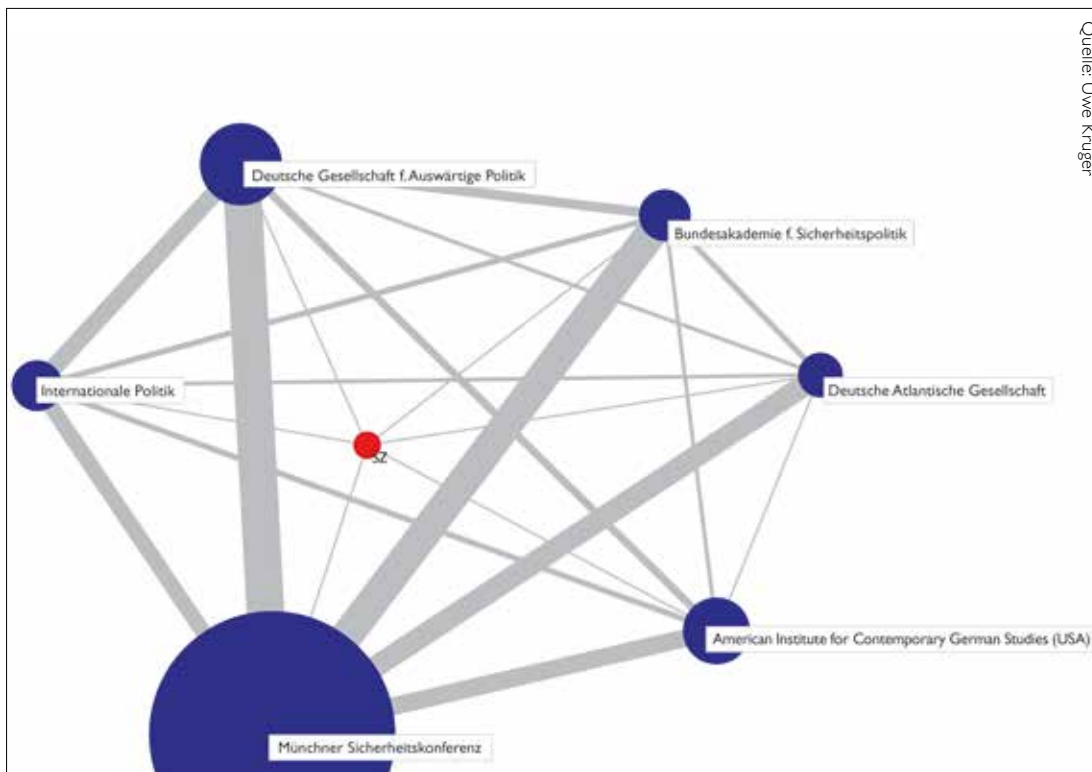 Quelle: Uwe Krüger
Deutsche Gesellschaft f. Auswärtige Politik
Bundesakademie f. Sicherheitspolitik
Internationale Politik
Deutsche Atlantische Gesellschaft
SZ
American Institute for Contemporary German Studies (USA)
Münchner Sicherheitskonferenz